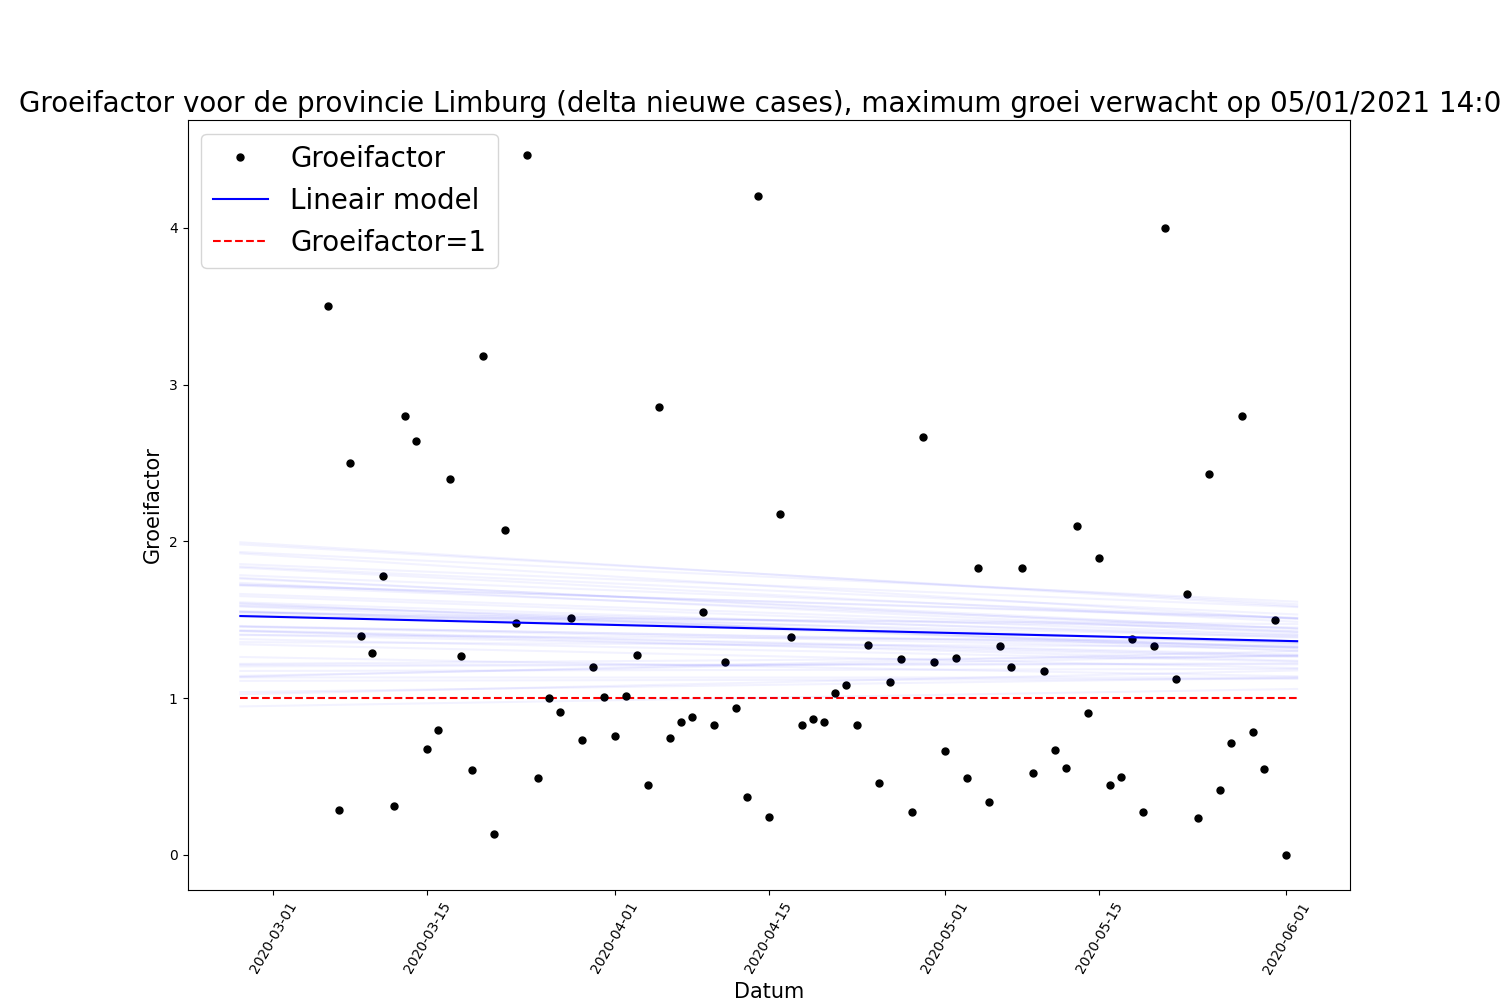 Groeifactor voor de provincie Limburg (delta nieuwe cases), maximum groei verwacht op 05/01/2021 14:0
Groeifactor
Lineair model
Groeifactor=1
Groeifactor
4
3
2
1
0
2020-03-01
2020-03-15
2020-04-01
2020-04-15
2020-05-01
2020-05-15
2020-06-01
Datum